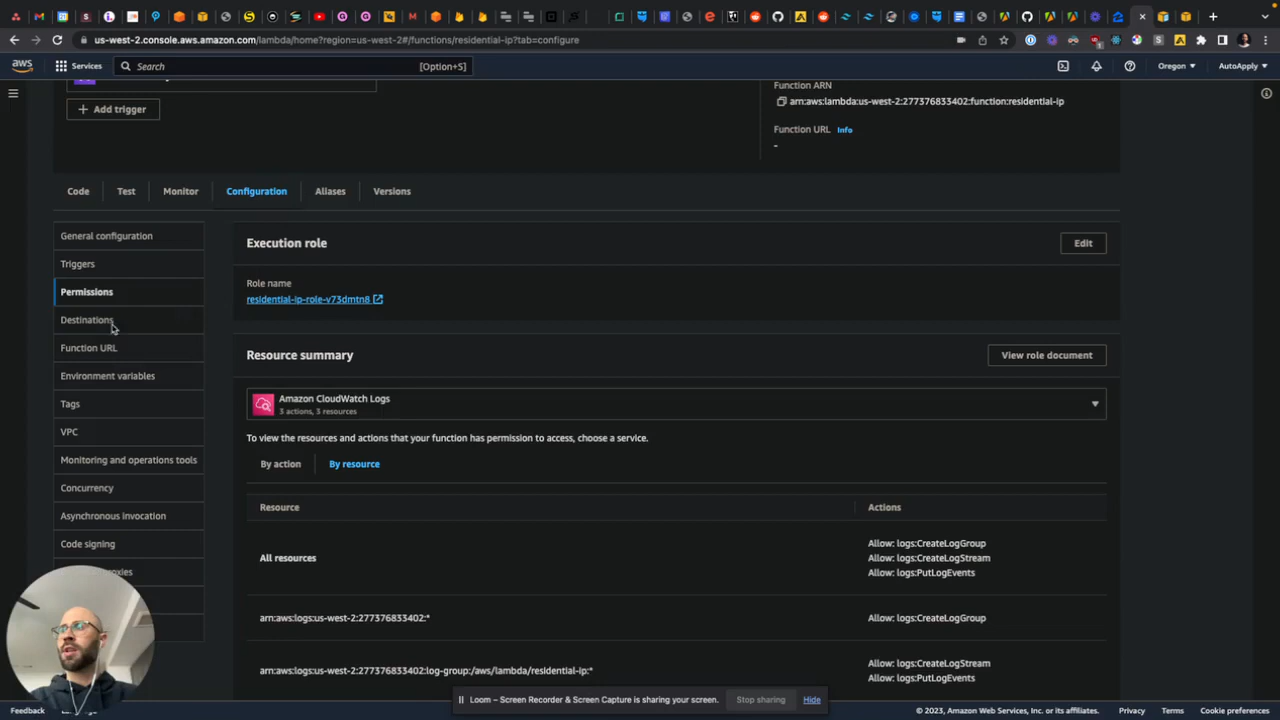 us-west-2.console.aws.amazon.com/lambda/home?region=us-west-2#/functions/residential-ip?tab=configure
aws
Services
Search
[Option+S]
Oregon
AutoApply
Add trigger
Function ARN
arn:aws:lambda:us-west-2:277376833402:function:residential-ip
Function URL Info
-
Code
Test
Monitor
Configuration
Aliases
Versions
General configuration
Triggers
Permissions
Destinations
Function URL
Environment variables
Tags
VPC
Monitoring and operations tools
Concurrency
Asynchronous invocation
Code signing
Execution role
Edit
Role name
residential-ip-role-v73dmtn8
Resource summary
View role document
Amazon CloudWatch Logs
3 actions, 3 resources
To view the resources and actions that your function has permission to access, choose a service.
By action
By resource
Resource
Actions
All resources
Allow: logs:CreateLogGroup
Allow: logs:CreateLogStream
Allow: logs:PutLogEvents
arn:aws:logs:us-west-2:277376833402:*
Allow: logs:CreateLogGroup
arn:aws:logs:us-west-2:277376833402:log-group:/aws/lambda/residential-ip:*
Allow: logs:CreateLogStream
Allow: logs:PutLogEvents
Loom – Screen Recorder & Screen Capture is sharing your screen.
Stop sharing
Hide
Feedback
© 2023, Amazon Web Services, Inc. or its affiliates.
Privacy
Terms
Cookie preferences